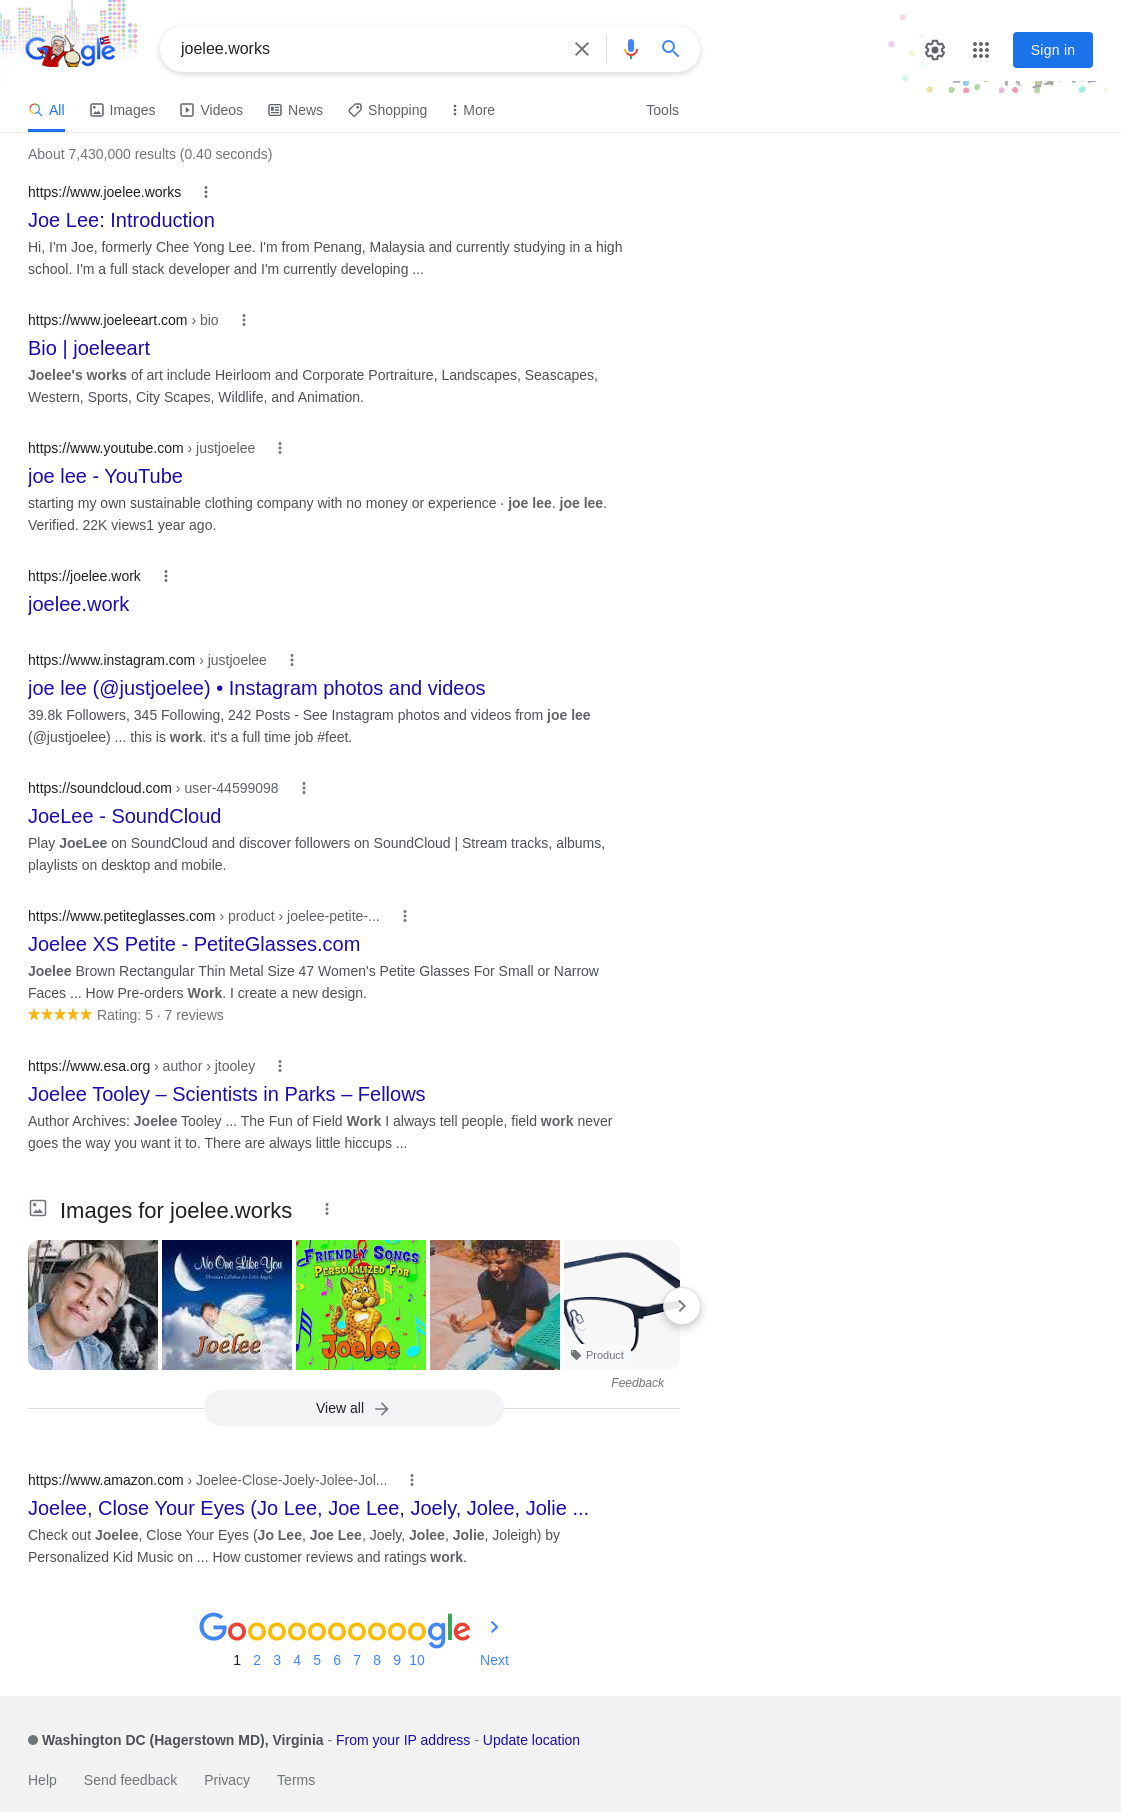 Google
joelee.works
Sign in
All
Images
Videos
News
Shopping
More
Tools
About 7,430,000 results (0.40 seconds)
https://www.joelee.works
Joe Lee: Introduction
Hi, I'm Joe, formerly Chee Yong Lee. I'm from Penang, Malaysia and currently studying in a high
school. I'm a full stack developer and I'm currently developing ...
https://www.joeleeart.com › bio
Bio | joeleeart
Joelee's works of art include Heirloom and Corporate Portraiture, Landscapes, Seascapes,
Western, Sports, City Scapes, Wildlife, and Animation.
https://www.youtube.com › justjoelee
joe lee - YouTube
starting my own sustainable clothing company with no money or experience · joe lee. joe lee.
Verified. 22K views1 year ago.
https://joelee.work
joelee.work
https://www.instagram.com › justjoelee
joe lee (@justjoelee) • Instagram photos and videos
39.8k Followers, 345 Following, 242 Posts - See Instagram photos and videos from joe lee
(@justjoelee) ... this is work. it's a full time job #feet.
https://soundcloud.com › user-44599098
JoeLee - SoundCloud
Play JoeLee on SoundCloud and discover followers on SoundCloud | Stream tracks, albums,
playlists on desktop and mobile.
https://www.petiteglasses.com › product › joelee-petite-...
Joelee XS Petite - PetiteGlasses.com
Joelee Brown Rectangular Thin Metal Size 47 Women's Petite Glasses For Small or Narrow
Faces ... How Pre-orders Work. I create a new design.
Rating: 5 · 7 reviews
https://www.esa.org › author › jtooley
Joelee Tooley – Scientists in Parks – Fellows
Author Archives: Joelee Tooley ... The Fun of Field Work I always tell people, field work never
goes the way you want it to. There are always little hiccups ...
Images for joelee.works
No One Like You
Joelee
FRIENDLY SONGS
PERSONALIZED FOR
Joelee
Product
Feedback
View all
https://www.amazon.com › Joelee-Close-Joely-Jolee-Jol...
Joelee, Close Your Eyes (Jo Lee, Joe Lee, Joely, Jolee, Jolie ...
Check out Joelee, Close Your Eyes (Jo Lee, Joe Lee, Joely, Jolee, Jolie, Joleigh) by
Personalized Kid Music on ... How customer reviews and ratings work.
Goooooooooogle
1 2 3 4 5 6 7 8 9 10 Next
Washington DC (Hagerstown MD), Virginia - From your IP address - Update location
Help Send feedback Privacy Terms